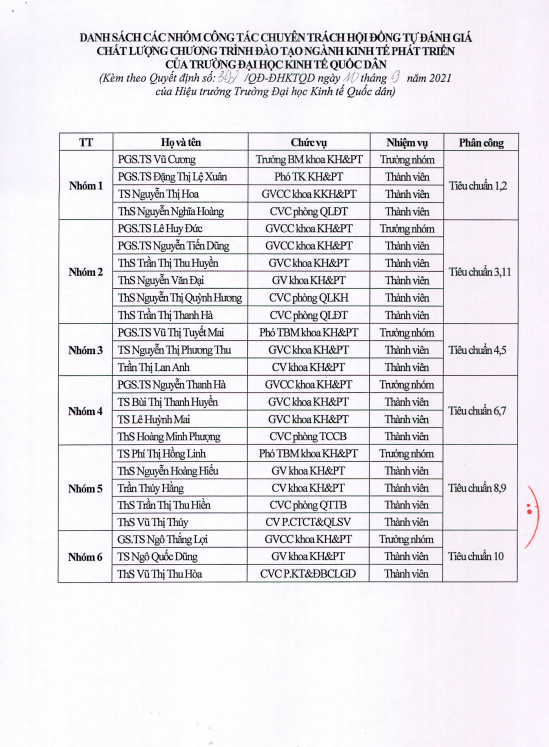 DANH SÁCH CÁC NHÓM CÔNG TÁC CHUYÊN TRÁCH HỘI ĐỒNG TỰ ĐÁNH GIÁ
CHẤT LƯỢNG CHƯƠNG TRÌNH ĐÀO TẠO NGÀNH KINH TẾ PHÁT TRIỂN
CỦA TRƯỜNG ĐẠI HỌC KINH TẾ QUỐC DÂN
(Kèm theo Quyết định số: /QĐ-ĐHKTQD ngày 10 tháng 9 năm 2021
của Hiệu trưởng Trường Đại học Kinh tế Quốc dân)
TT Họ và tên Chức vụ Nhiệm vụ Phân công
Nhóm 1 PGS.TS Vũ Cương Trưởng BM khoa KH&PT Trưởng nhóm Tiêu chuẩn 1,2
PGS.TS Đặng Thị Lệ Xuân Phó TK KH&PT Thành viên
TS Nguyễn Thị Hoa GVCC khoa KKH&PT Thành viên
ThS Nguyễn Nghĩa Hoàng CVC phòng QLĐT Thành viên
Nhóm 2 PGS.TS Lê Huy Đức GVCC khoa KH&PT Trưởng nhóm Tiêu chuẩn 3,11
PGS.TS Nguyễn Tiến Dũng GVCC khoa KH&PT Thành viên
ThS Trần Thị Thu Huyền GVC khoa KH&PT Thành viên
ThS Nguyễn Văn Đại GV khoa KH&PT Thành viên
ThS Nguyễn Thị Quỳnh Hương CVC phòng QLKH Thành viên
ThS Trần Thị Thanh Hà CVC phòng QLĐT Thành viên
Nhóm 3 PGS.TS Vũ Thị Tuyết Mai Phó TBM khoa KH&PT Trưởng nhóm Tiêu chuẩn 4,5
TS Nguyễn Thị Phương Thu GVC khoa KH&PT Thành viên
Trần Thị Lan Anh CV khoa KH&PT Thành viên
Nhóm 4 PGS.TS Nguyễn Thanh Hà GVCC khoa KH&PT Trưởng nhóm Tiêu chuẩn 6,7
TS Bùi Thị Thanh Huyền GVC khoa KH&PT Thành viên
TS Lê Huỳnh Mai GVC khoa KH&PT Thành viên
ThS Hoàng Minh Phượng CVC phòng TCCB Thành viên
Nhóm 5 TS Phí Thị Hồng Linh Phó TBM khoa KH&PT Trưởng nhóm Tiêu chuẩn 8,9
ThS Nguyễn Hoàng Hiếu GV khoa KH&PT Thành viên
Trần Thúy Hằng CV khoa KH&PT Thành viên
ThS Trần Thị Thu Hiền CVC phòng QTTB Thành viên
ThS Vũ Thị Thúy CV P.CTCT&QLSV Thành viên
Nhóm 6 GS.TS Ngô Thắng Lợi GVCC khoa KH&PT Trưởng nhóm Tiêu chuẩn 10
TS Ngô Quốc Dũng GV khoa KH&PT Thành viên
ThS Vũ Thị Thu Hòa CVC P.KT&ĐBCLGD Thành viên